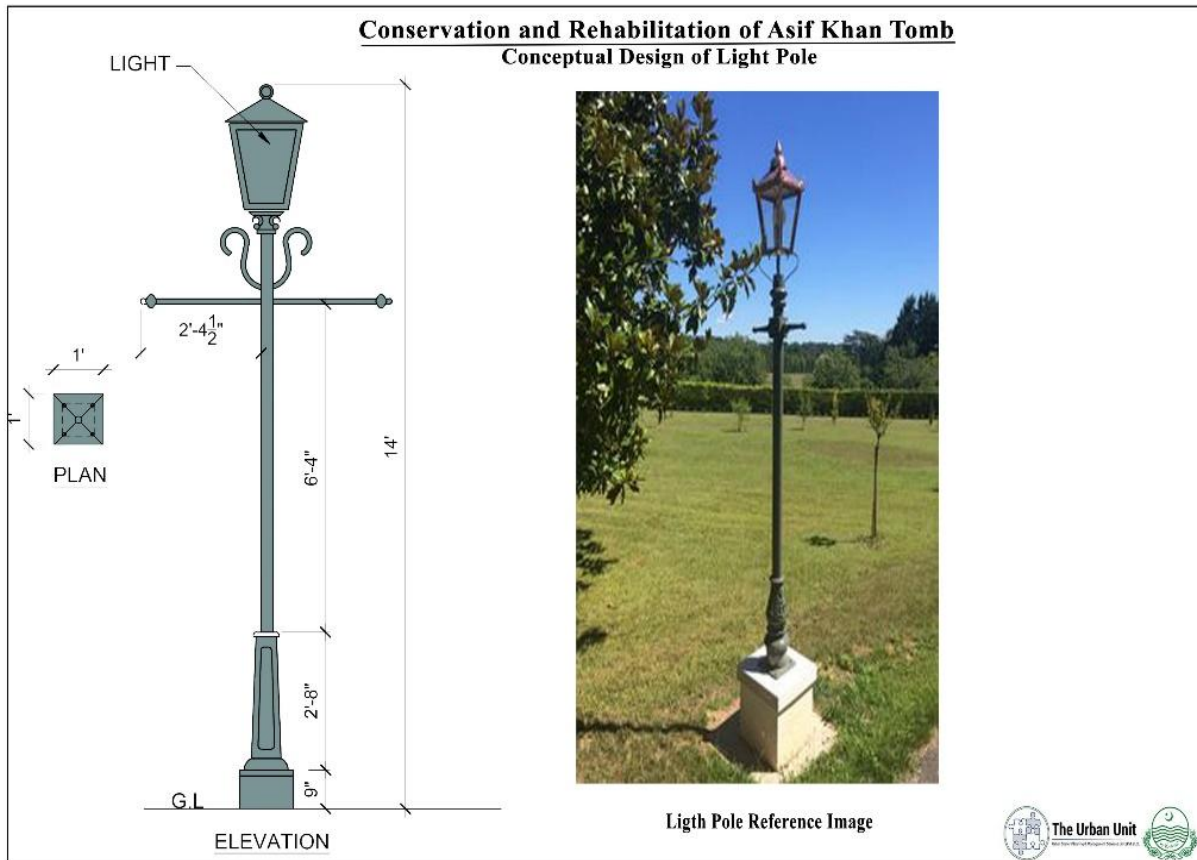 Conservation and Rehabilitation of Asif Khan Tomb
Conceptual Design of Light Pole
LIGHT
2'-4 1/2"
1'
1'
PLAN
6'-4"
14'
2'-8"
9"
G.L
ELEVATION
Ligth Pole Reference Image
The Urban Unit